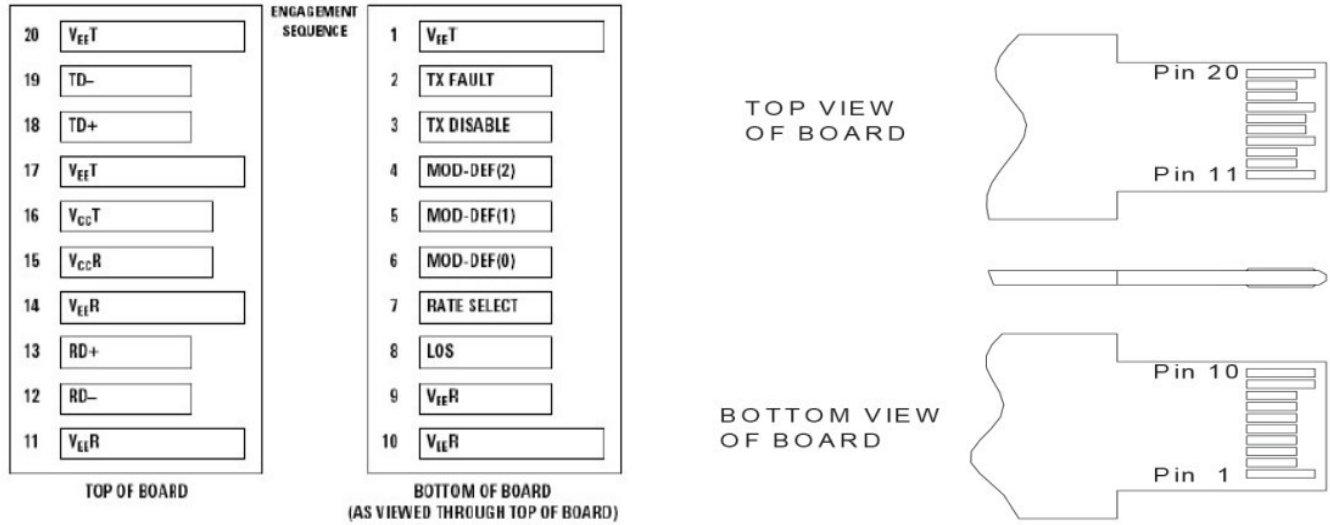 ENGAGEMENT
SEQUENCE
20 VEET
19 TD–
18 TD+
17 VEET
16 VCCT
15 VCCR
14 VEER
13 RD+
12 RD–
11 VEER
TOP OF BOARD
1 VEET
2 TX FAULT
3 TX DISABLE
4 MOD-DEF(2)
5 MOD-DEF(1)
6 MOD-DEF(0)
7 RATE SELECT
8 LOS
9 VEER
10 VEER
BOTTOM OF BOARD
(AS VIEWED THROUGH TOP OF BOARD)
TOP VIEW
OF BOARD
Pin 20
Pin 11
BOTTOM VIEW
OF BOARD
Pin 10
Pin 1